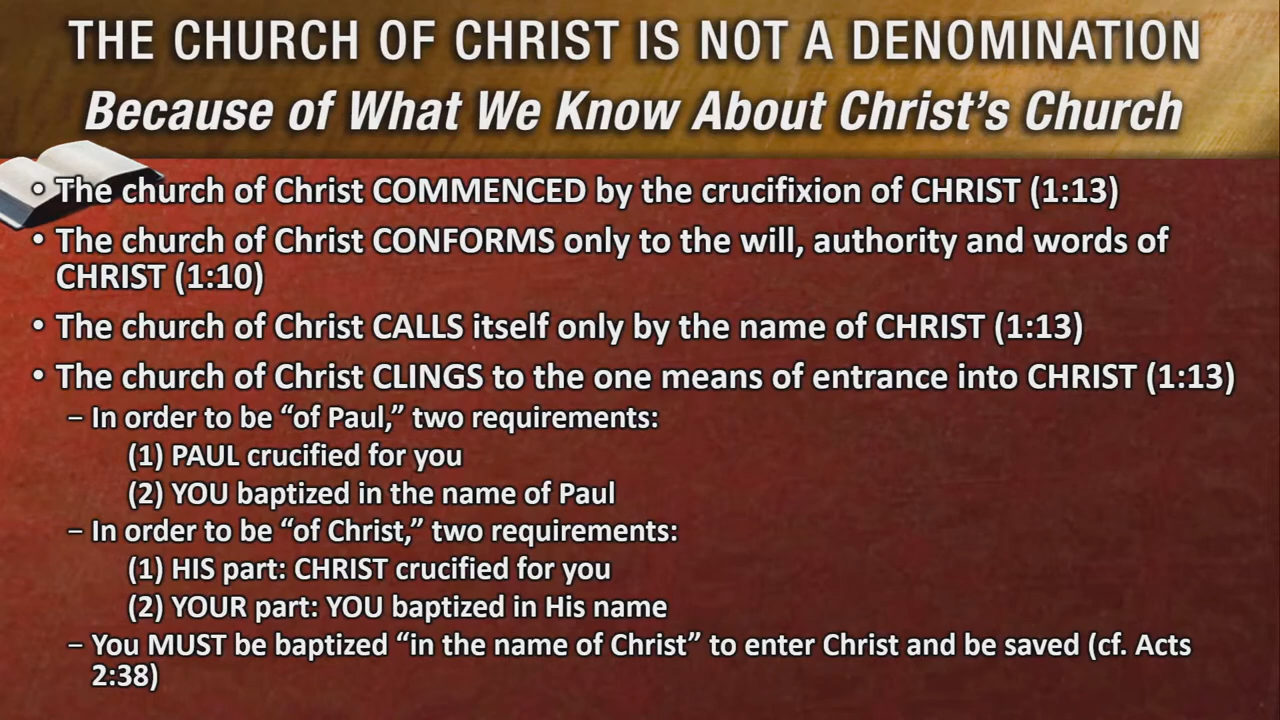 THE CHURCH OF CHRIST IS NOT A DENOMINATION
Because of What We Know About Christ's Church
• The church of Christ COMMENCED by the crucifixion of CHRIST (1:13)
• The church of Christ CONFORMS only to the will, authority and words of
CHRIST (1:10)
• The church of Christ CALLS itself only by the name of CHRIST (1:13)
• The church of Christ CLINGS to the one means of entrance into CHRIST (1:13)
– In order to be “of Paul,” two requirements:
(1) PAUL crucified for you
(2) YOU baptized in the name of Paul
– In order to be “of Christ,” two requirements:
(1) HIS part: CHRIST crucified for you
(2) YOUR part: YOU baptized in His name
– You MUST be baptized “in the name of Christ” to enter Christ and be saved (cf. Acts
2:38)